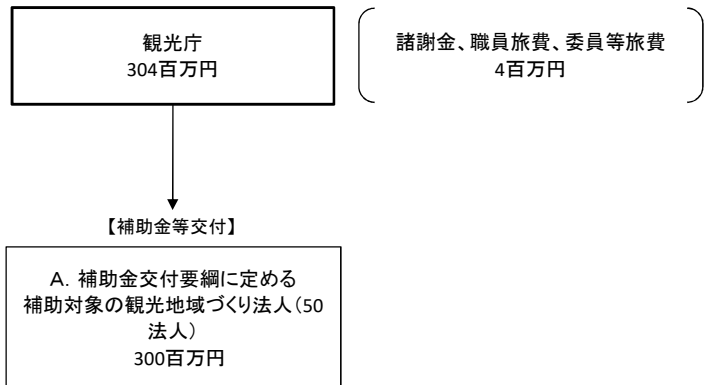 観光庁
304百万円
諸謝金、職員旅費、委員等旅費
4百万円
【補助金等交付】
A. 補助金交付要綱に定める
補助対象の観光地域づくり法人(50
法人)
300百万円